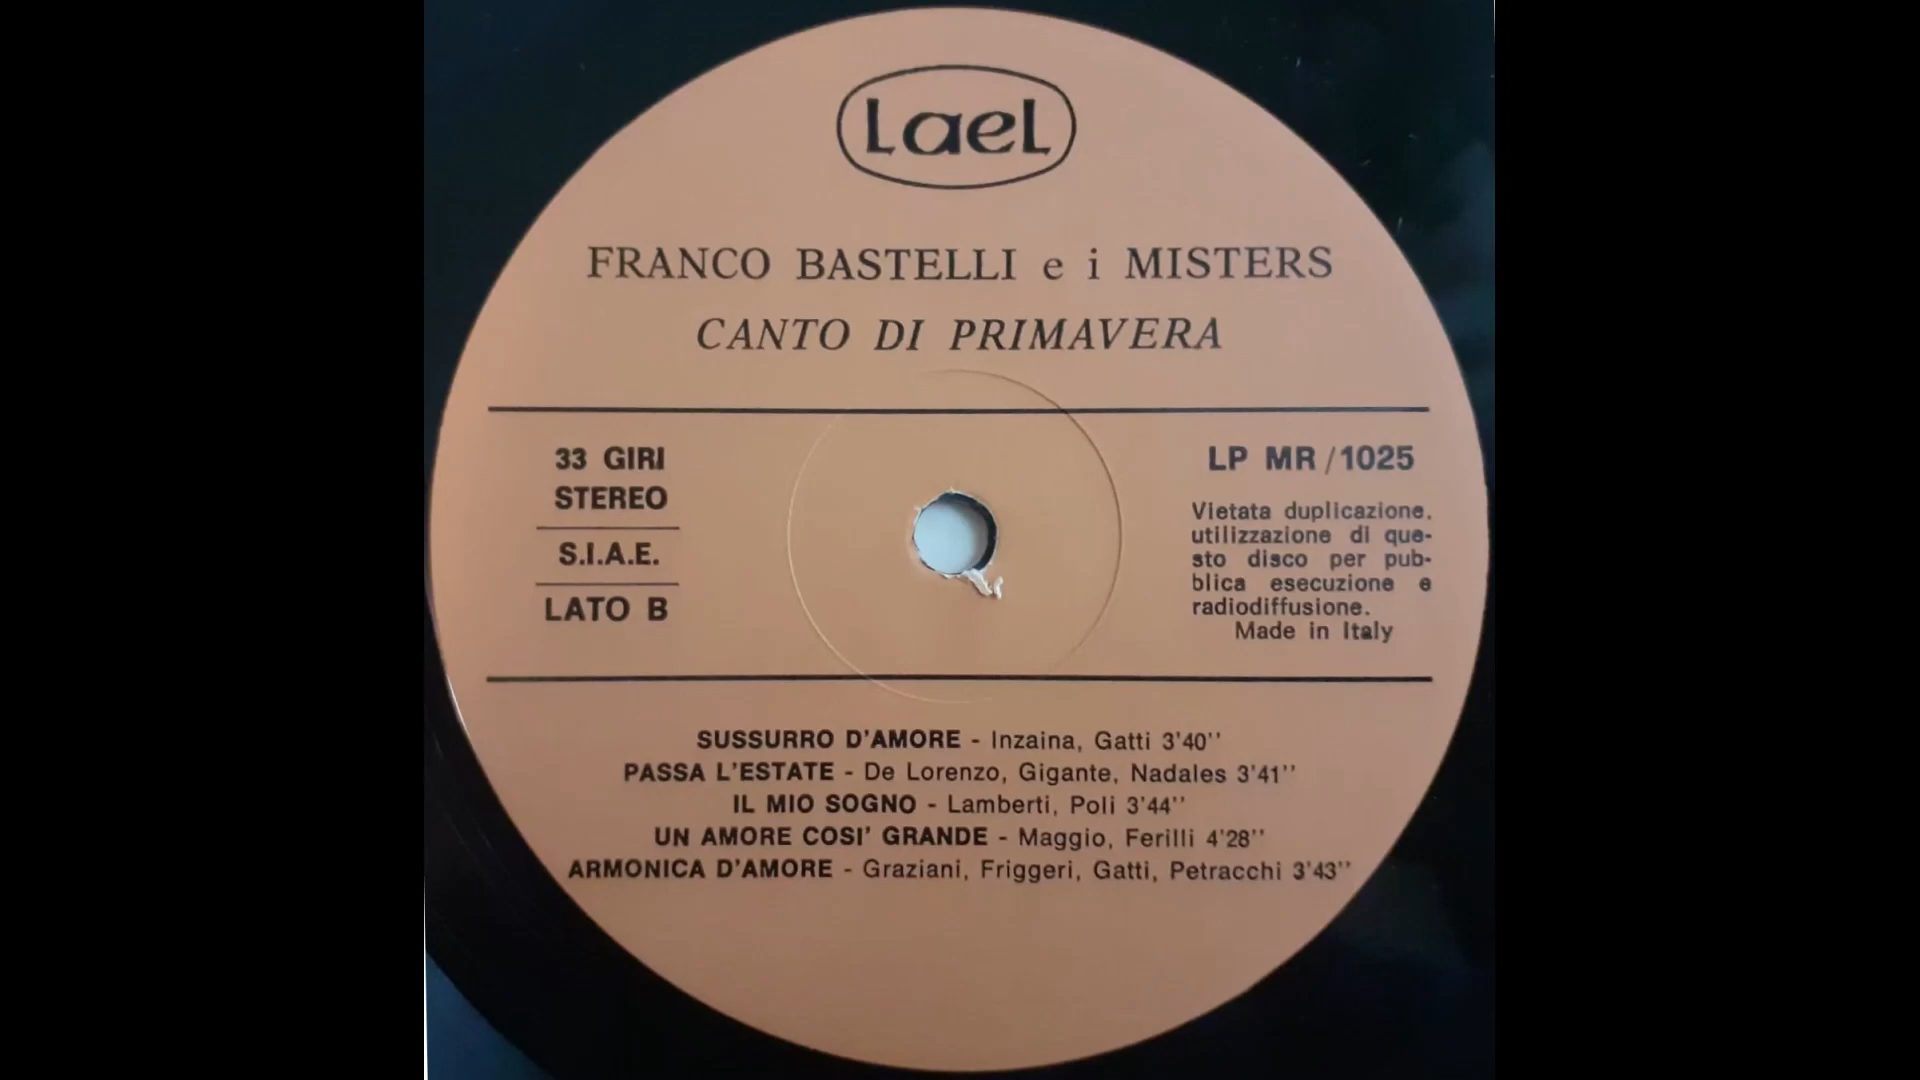 Lael
FRANCO BASTELLI e i MISTERS
CANTO DI PRIMAVERA
33 GIRI
STEREO
S.I.A.E.
LATO B
LP MR/1025
Vietata duplicazione,
utilizzazione di que-
sto disco per pub-
blica esecuzione e
radiodiffusione.
Made in Italy
SUSSURRO D'AMORE - Inzaina, Gatti 3'40''
PASSA L'ESTATE - De Lorenzo, Gigante, Nadales 3'41''
IL MIO SOGNO - Lamberti, Poli 3'44''
UN AMORE COSI' GRANDE - Maggio, Ferilli 4'28''
ARMONICA D'AMORE - Graziani, Friggeri, Gatti, Petracchi 3'43''